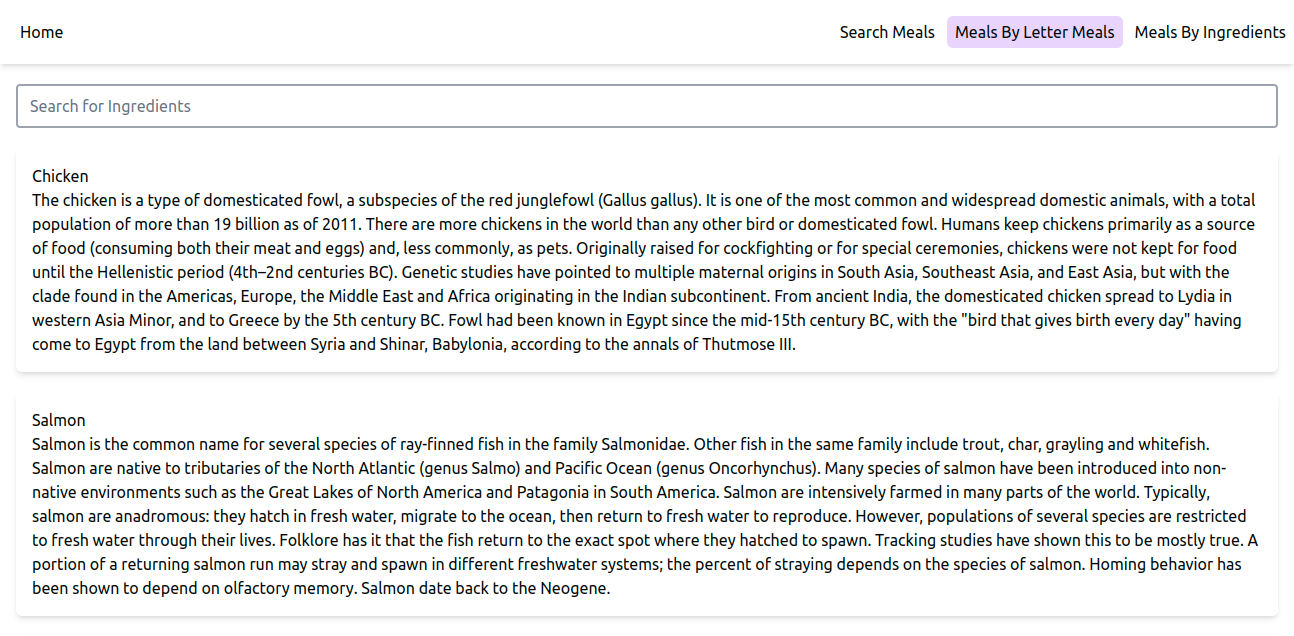 Home
Search Meals
Meals By Letter Meals
Meals By Ingredients
Search for Ingredients
Chicken
The chicken is a type of domesticated fowl, a subspecies of the red junglefowl (Gallus gallus). It is one of the most common and widespread domestic animals, with a total
population of more than 19 billion as of 2011. There are more chickens in the world than any other bird or domesticated fowl. Humans keep chickens primarily as a source
of food (consuming both their meat and eggs) and, less commonly, as pets. Originally raised for cockfighting or for special ceremonies, chickens were not kept for food
until the Hellenistic period (4th–2nd centuries BC). Genetic studies have pointed to multiple maternal origins in South Asia, Southeast Asia, and East Asia, but with the
clade found in the Americas, Europe, the Middle East and Africa originating in the Indian subcontinent. From ancient India, the domesticated chicken spread to Lydia in
western Asia Minor, and to Greece by the 5th century BC. Fowl had been known in Egypt since the mid-15th century BC, with the "bird that gives birth every day" having
come to Egypt from the land between Syria and Shinar, Babylonia, according to the annals of Thutmose III.
Salmon
Salmon is the common name for several species of ray-finned fish in the family Salmonidae. Other fish in the same family include trout, char, grayling and whitefish.
Salmon are native to tributaries of the North Atlantic (genus Salmo) and Pacific Ocean (genus Oncorhynchus). Many species of salmon have been introduced into non-
native environments such as the Great Lakes of North America and Patagonia in South America. Salmon are intensively farmed in many parts of the world. Typically,
salmon are anadromous: they hatch in fresh water, migrate to the ocean, then return to fresh water to reproduce. However, populations of several species are restricted
to fresh water through their lives. Folklore has it that the fish return to the exact spot where they hatched to spawn. Tracking studies have shown this to be mostly true. A
portion of a returning salmon run may stray and spawn in different freshwater systems; the percent of straying depends on the species of salmon. Homing behavior has
been shown to depend on olfactory memory. Salmon date back to the Neogene.